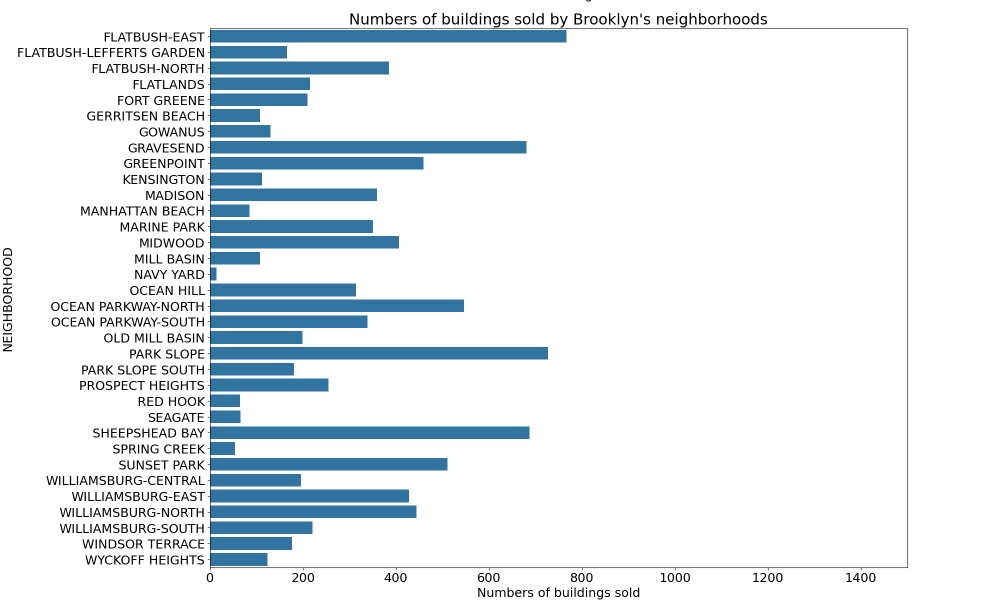 Numbers of buildings sold by Brooklyn's neighborhoods
FLATBUSH-EAST
FLATBUSH-LEFFERTS GARDEN
FLATBUSH-NORTH
FLATLANDS
FORT GREENE
GERRITSEN BEACH
GOWANUS
GRAVESEND
GREENPOINT
KENSINGTON
MADISON
MANHATTAN BEACH
MARINE PARK
MIDWOOD
MILL BASIN
NAVY YARD
OCEAN HILL
OCEAN PARKWAY-NORTH
OCEAN PARKWAY-SOUTH
OLD MILL BASIN
PARK SLOPE
PARK SLOPE SOUTH
PROSPECT HEIGHTS
RED HOOK
SEAGATE
SHEEPSHEAD BAY
SPRING CREEK
SUNSET PARK
WILLIAMSBURG-CENTRAL
WILLIAMSBURG-EAST
WILLIAMSBURG-NORTH
WILLIAMSBURG-SOUTH
WINDSOR TERRACE
WYCKOFF HEIGHTS
NEIGHBORHOOD
0 200 400 600 800 1000 1200 1400
Numbers of buildings sold